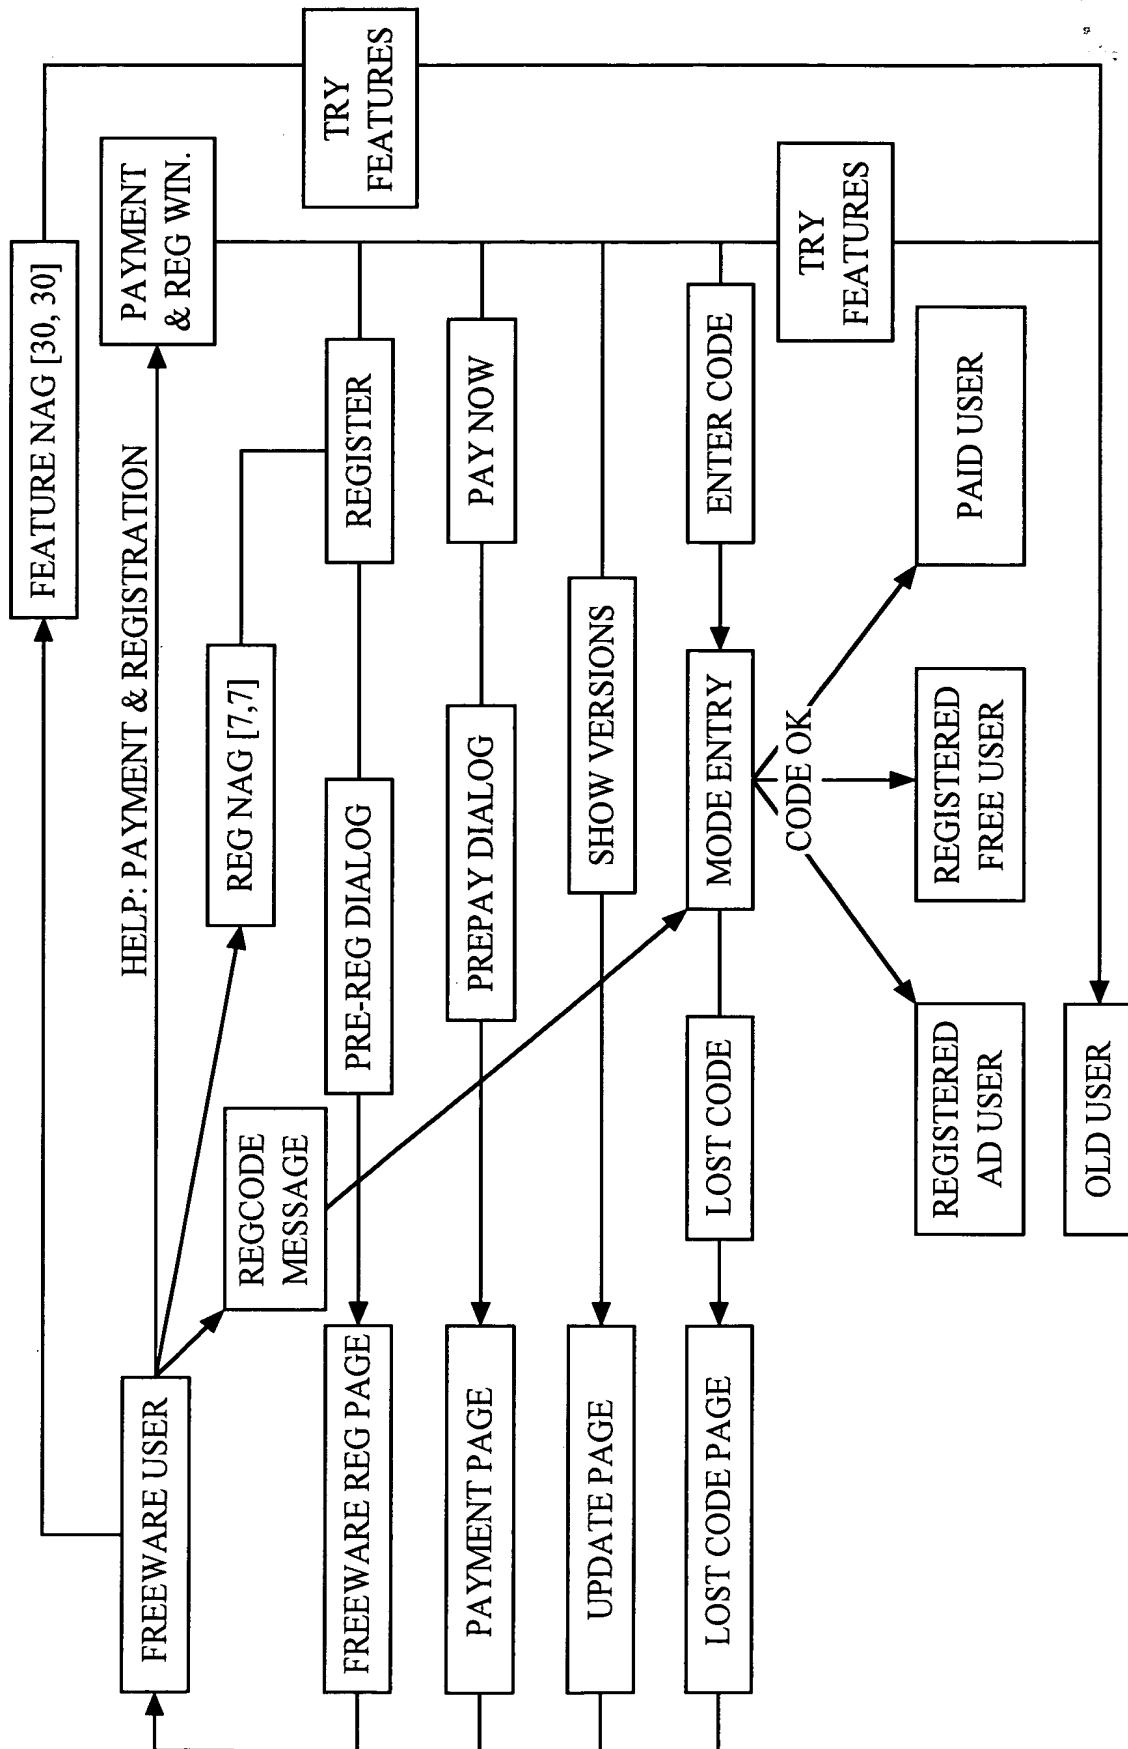 FREEWARE USER
FEATURE NAG [30, 30]
TRY
FEATURES
HELP: PAYMENT & REGISTRATION
PAYMENT
& REG WIN.
REG NAG [7,7]
REGCODE
MESSAGE
FREEWARE REG PAGE
PRE-REG DIALOG
REGISTER
PAYMENT PAGE
PREPAY DIALOG
PAY NOW
UPDATE PAGE
SHOW VERSIONS
LOST CODE PAGE
LOST CODE
MODE ENTRY
ENTER CODE
TRY
FEATURES
CODE OK
REGISTERED
AD USER
REGISTERED
FREE USER
PAID USER
OLD USER